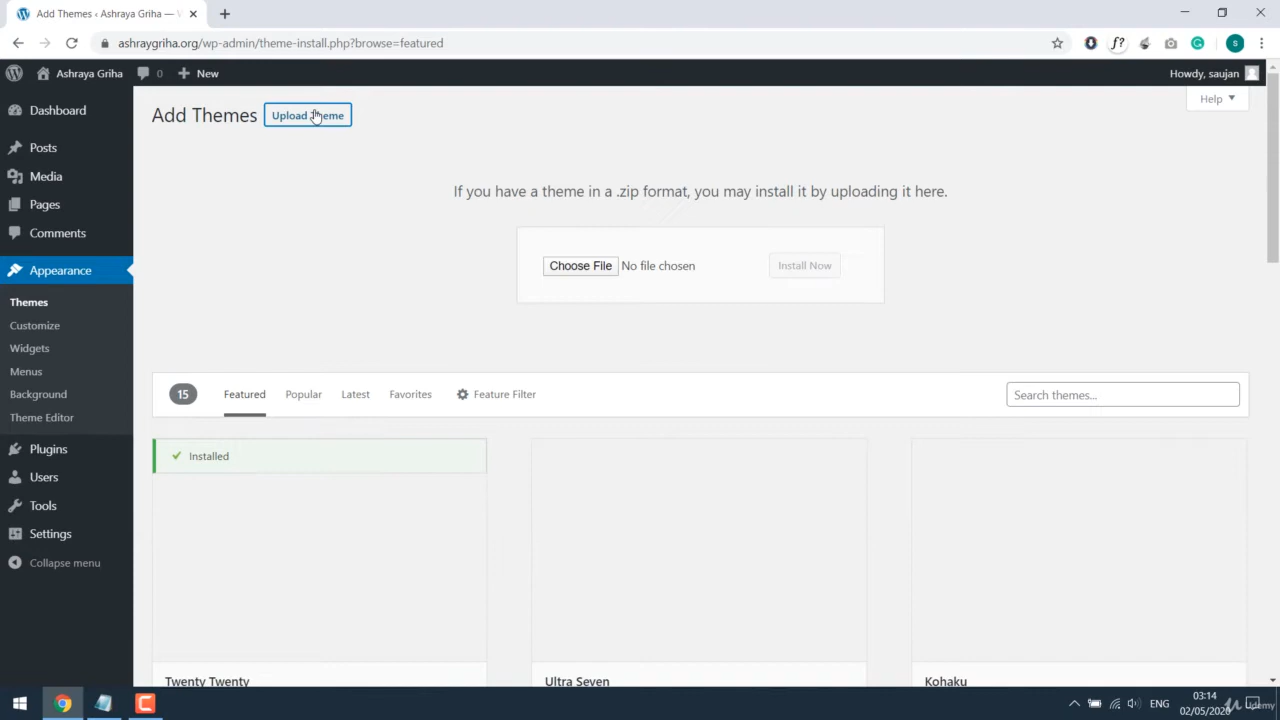 Add Themes ‹ Ashraya Griha —
ashraygriha.org/wp-admin/theme-install.php?browse=featured
f?
s
Ashraya Griha
0
New
Howdy, saujan
Dashboard
Posts
Media
Pages
Comments
Appearance
Themes
Customize
Widgets
Menus
Background
Theme Editor
Plugins
Users
Tools
Settings
Collapse menu
Add Themes
Upload Theme
Help
If you have a theme in a .zip format, you may install it by uploading it here.
Choose File No file chosen
Install Now
15 Featured Popular Latest Favorites Feature Filter
Search themes...
Installed
Twenty Twenty
Ultra Seven
Kohaku
ENG
03:14
02/05/2020
Udemy